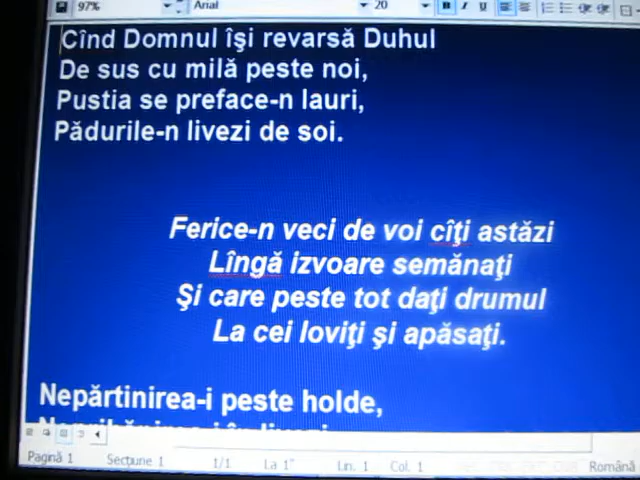 97% Arial 20 B I U
Cînd Domnul îşi revarsă Duhul
De sus cu milă peste noi,
Pustia se preface-n lauri,
Pădurile-n livezi de soi.
Ferice-n veci de voi cîţi astăzi
Lîngă izvoare semănaţi
Şi care peste tot daţi drumul
La cei loviţi şi apăsaţi.
Nepărtinirea-i peste holde,
Pagină 1 Secţiune 1 1/1 La 1" Lin. 1 Col. 1 Română